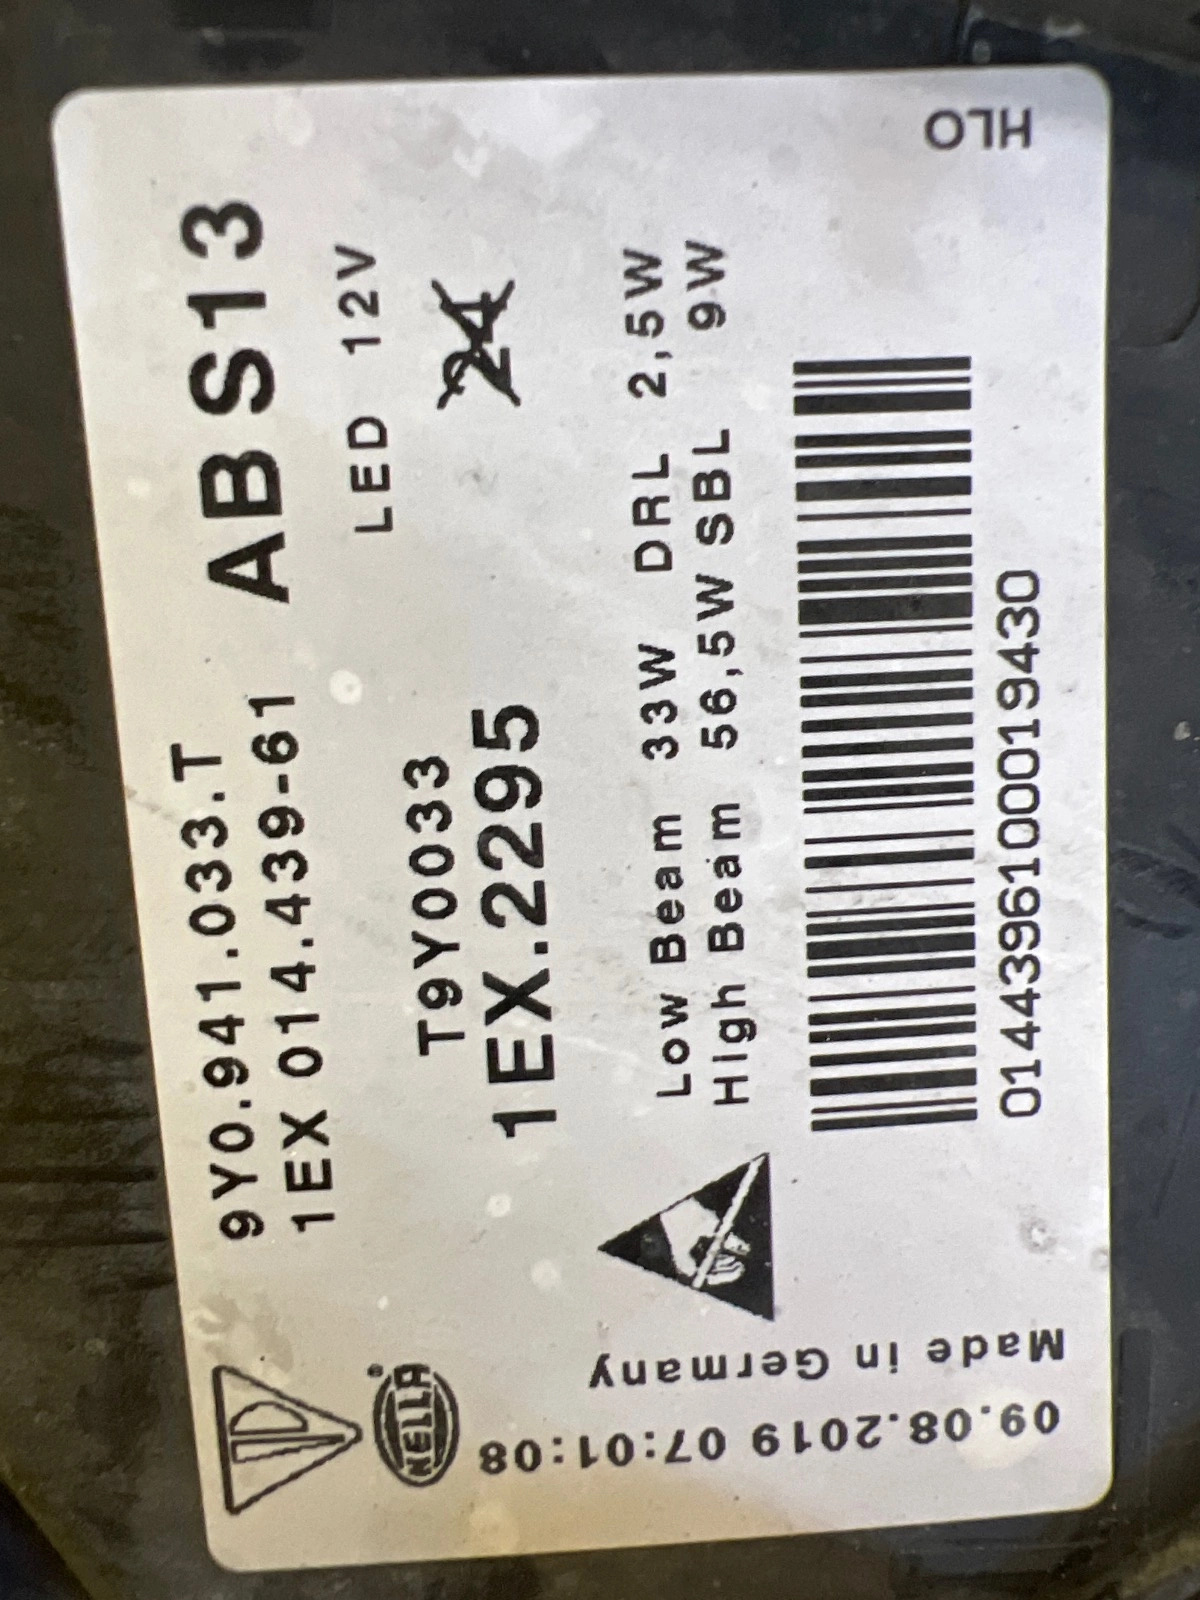 9Y0.941.033.T ABS13
1EX 014.439-61
LED 12V
T9Y0033
24
1EX.2295
Low Beam 33W DRL 2,5W
High Beam 56,5W SBL 9W
0144396100019430
HELLA
®
Made in Germany
09.08.2019 07:01:08
HLO